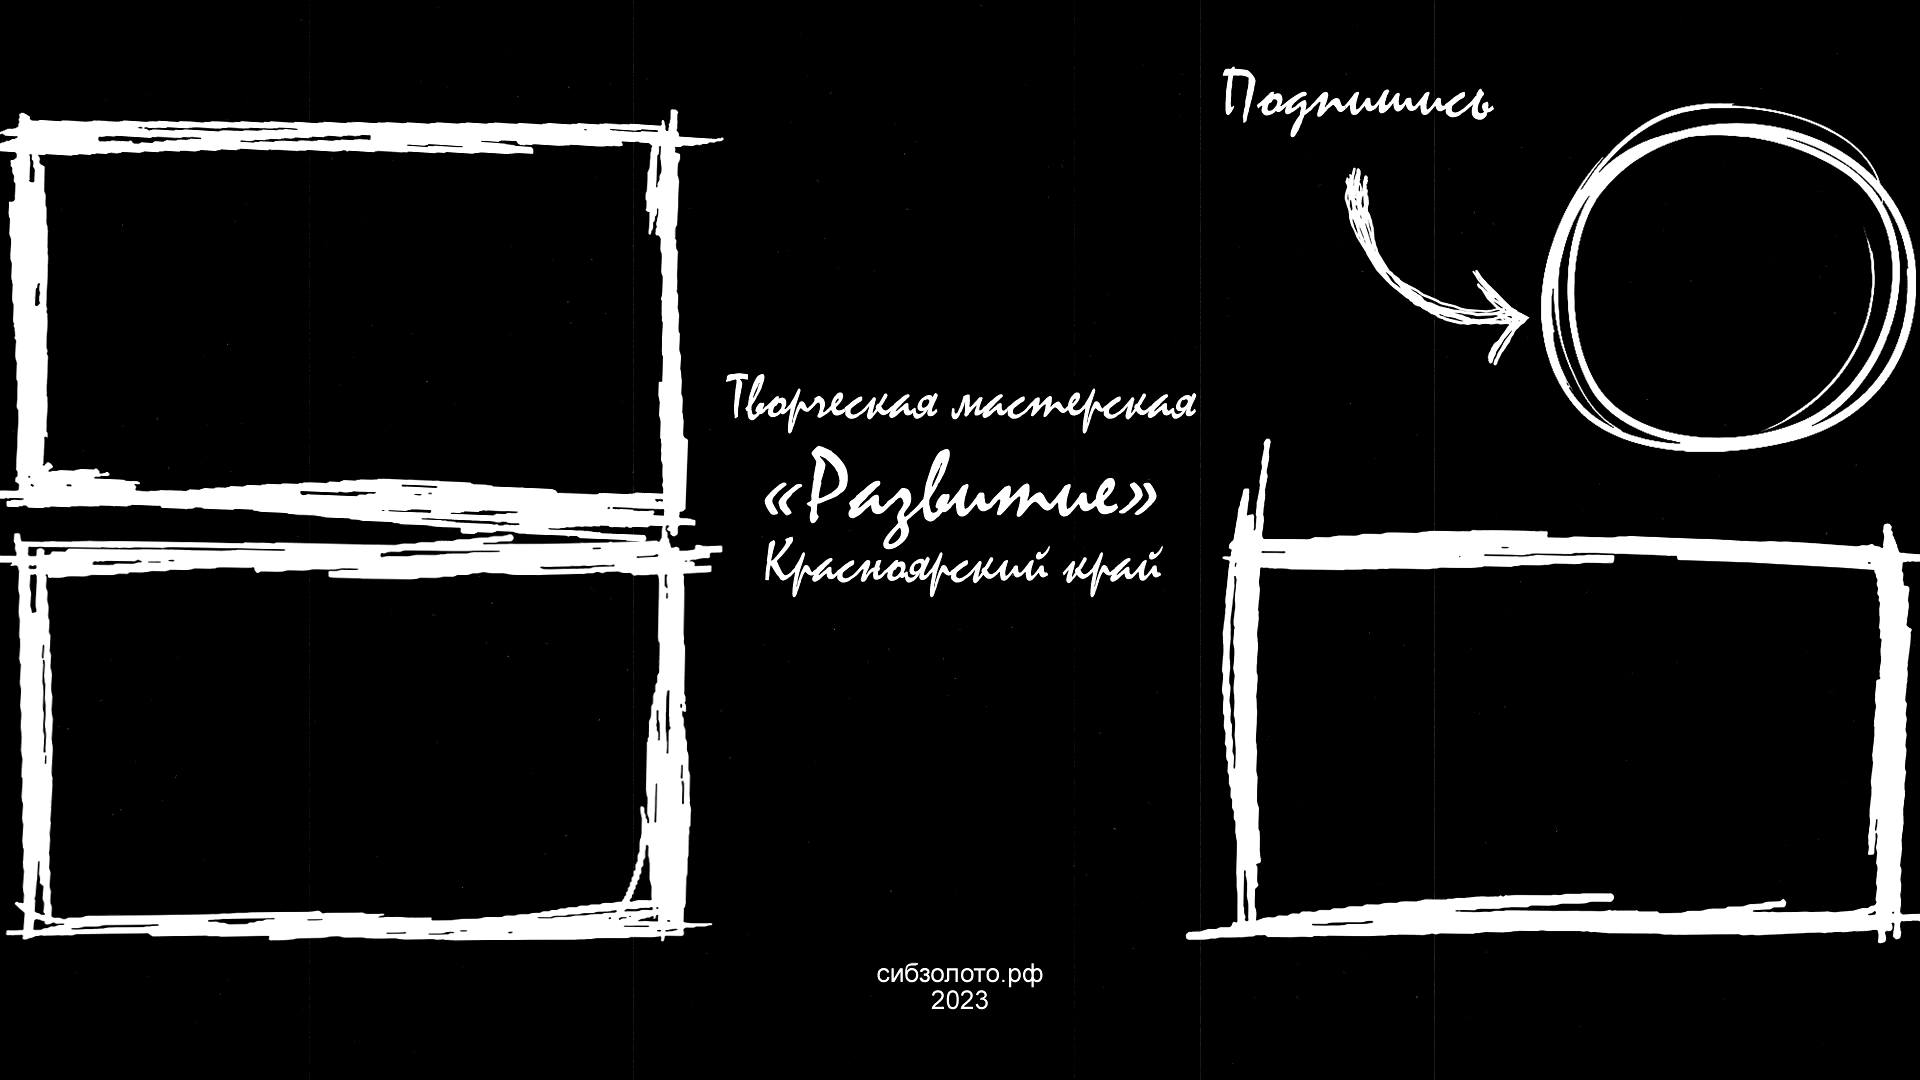 Подпишись
Творческая мастерская
«Развитие»
Красноярский край
сибзолото.рф
2023